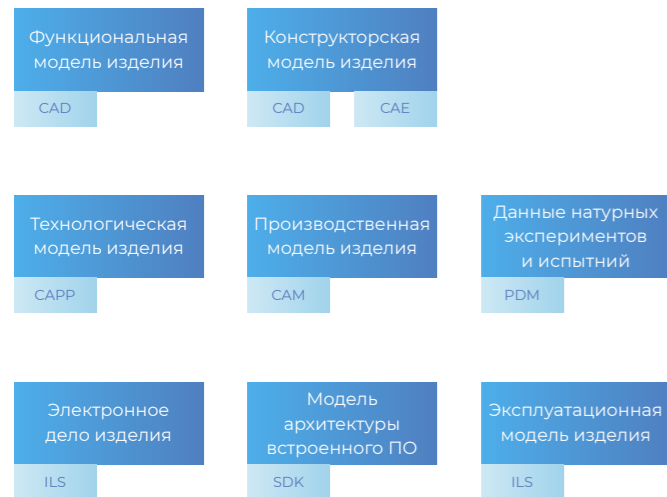 Функциональная
модель изделия
CAD
Конструкторская
модель изделия
CAD
CAE
Технологическая
модель изделия
CAPP
Производственная
модель изделия
CAM
Данные натурных
экспериментов
и испытний
PDM
Электронное
дело изделия
ILS
Модель
архитектуры
встроенного ПО
SDK
Эксплуатационная
модель изделия
ILS